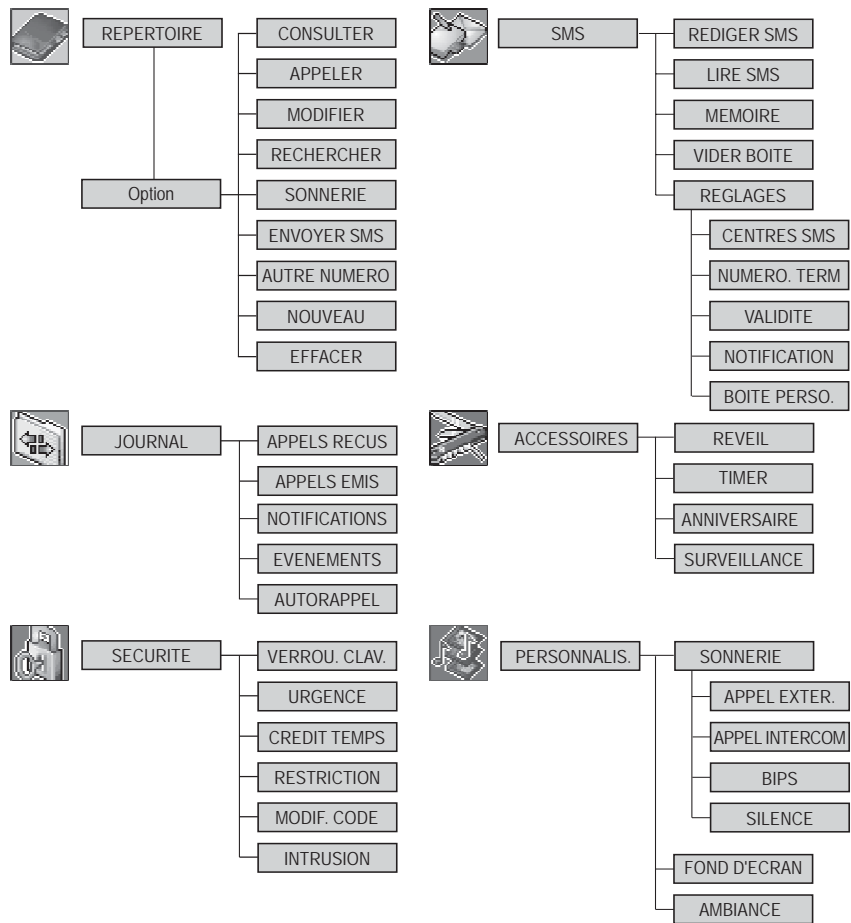 REPERTOIRE
CONSULTER
APPELER
MODIFIER
RECHERCHER
Option
SONNERIE
ENVOYER SMS
AUTRE NUMERO
NOUVEAU
EFFACER
SMS
REDIGER SMS
LIRE SMS
MEMOIRE
VIDER BOITE
REGLAGES
CENTRES SMS
NUMERO. TERM
VALIDITE
NOTIFICATION
BOITE PERSO.
JOURNAL
APPELS RECUS
APPELS EMIS
NOTIFICATIONS
EVENEMENTS
AUTORAPPEL
ACCESSOIRES
REVEIL
TIMER
ANNIVERSAIRE
SURVEILLANCE
SECURITE
VERROU. CLAV.
URGENCE
CREDIT TEMPS
RESTRICTION
MODIF. CODE
INTRUSION
PERSONNALIS.
SONNERIE
APPEL EXTER.
APPEL INTERCOM
BIPS
SILENCE
FOND D'ECRAN
AMBIANCE